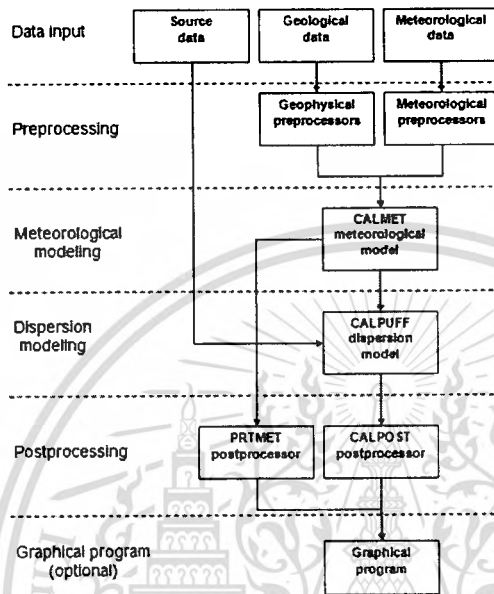 Data input
Source
data
Geological
data
Meteorological
data
Preprocessing
Geophysical
preprocessors
Meteorological
preprocessors
Meteorological
modeling
CALMET
meteorological
model
Dispersion
modeling
CALPUFF
dispersion
model
Postprocessing
PRTMET
postprocessor
CALPOST
postprocessor
Graphical program
(optional)
Graphical
program